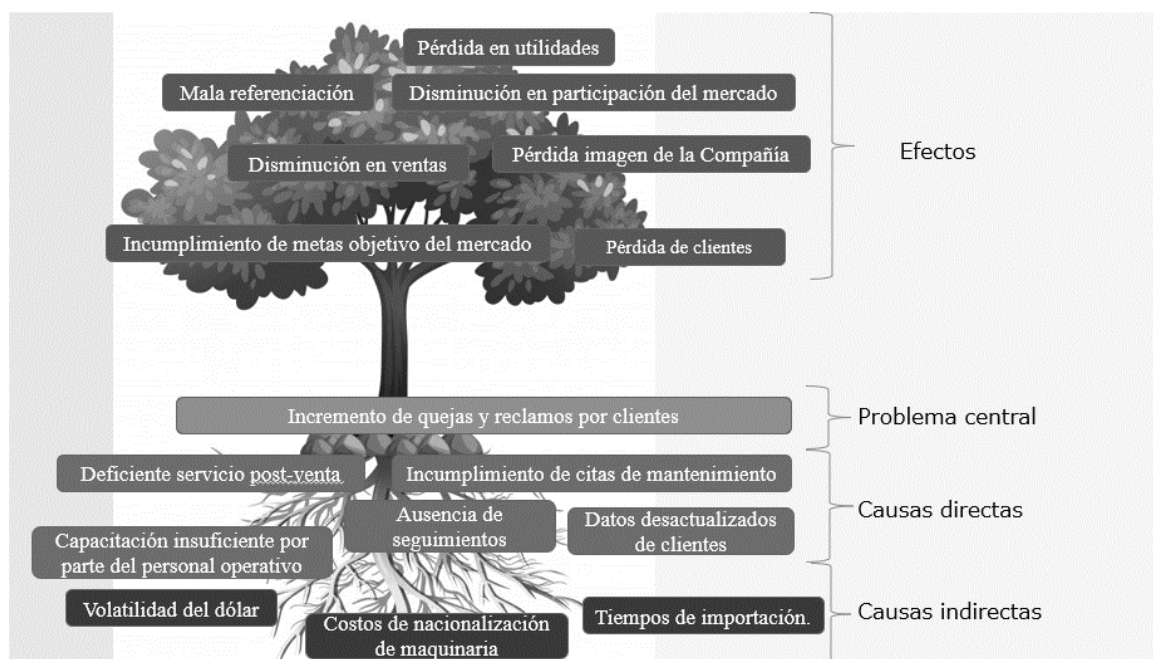 Pérdida en utilidades
Mala referenciación
Disminución en participación del mercado
Disminución en ventas
Pérdida imagen de la Compañía
Efectos
Incumplimiento de metas objetivo del mercado
Pérdida de clientes
Incremento de quejas y reclamos por clientes
Problema central
Deficiente servicio post-venta
Incumplimiento de citas de mantenimiento
Ausencia de
seguimientos
Datos desactualizados
de clientes
Causas directas
Capacitación insuficiente por
parte del personal operativo
Volatilidad del dólar
Costos de nacionalización
de maquinaria
Tiempos de importación.
Causas indirectas